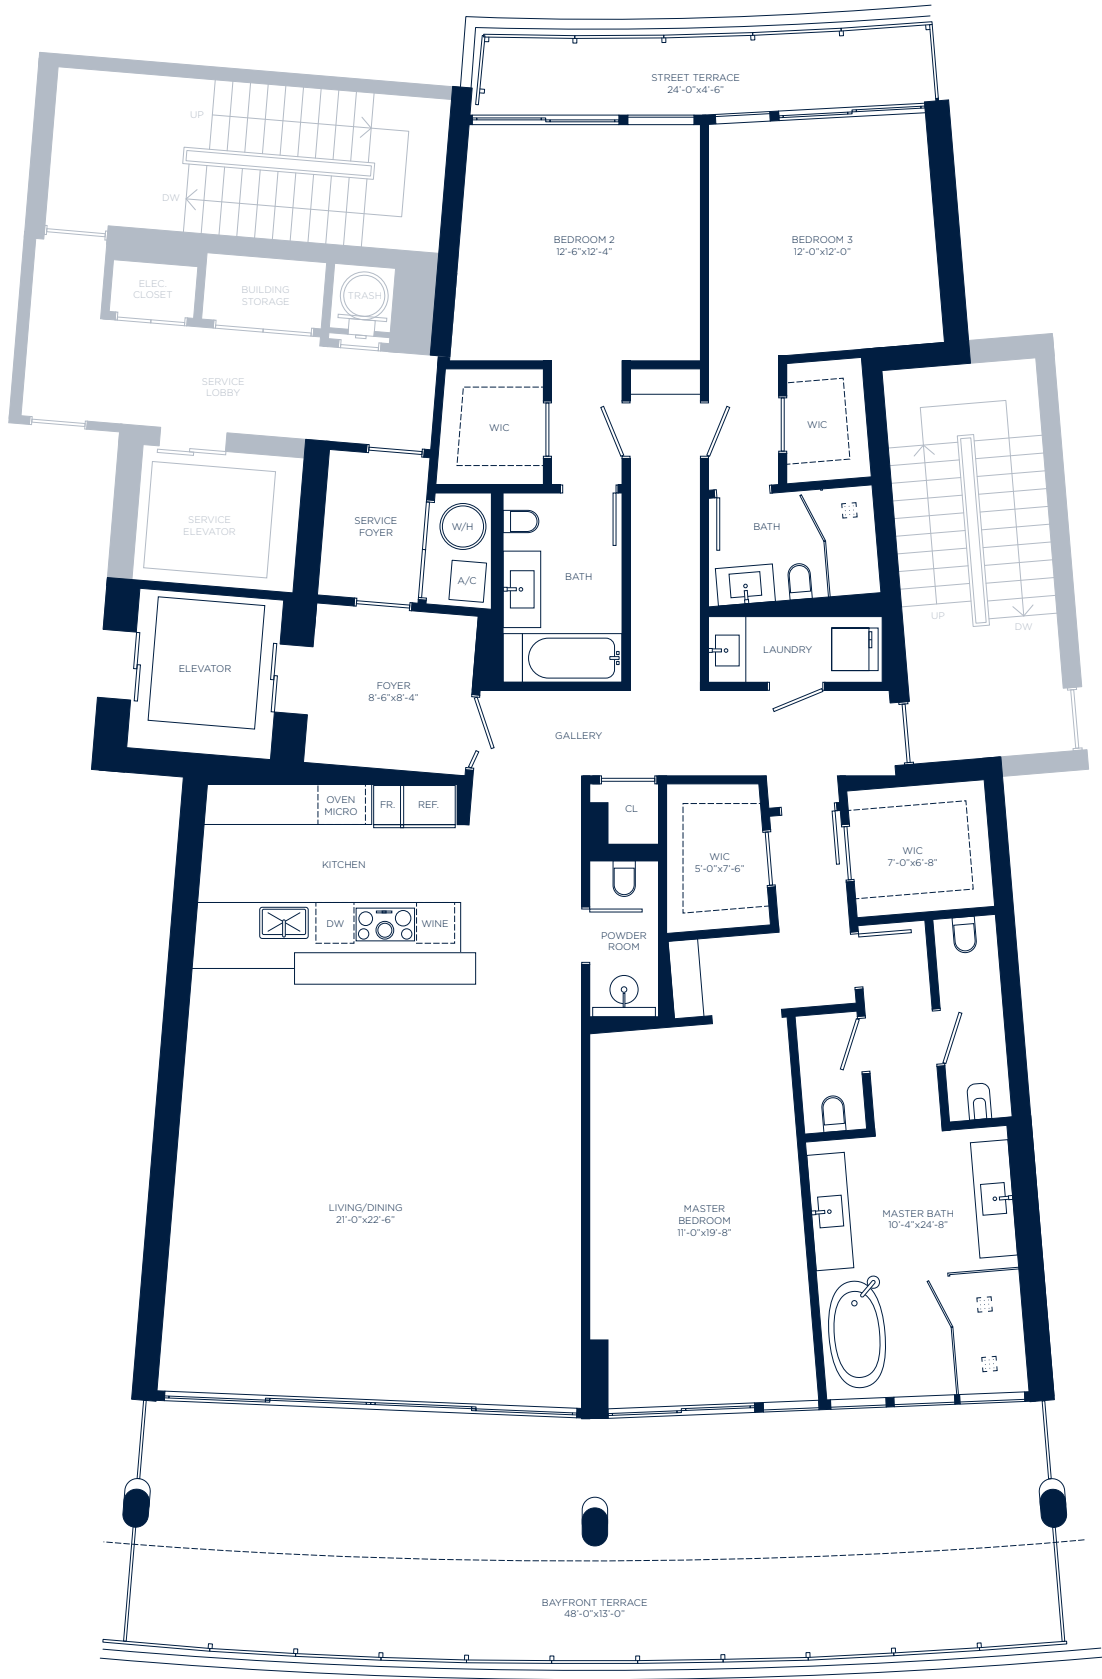 STREET TERRACE
24'-0"x4'-6"
UP
DW
BEDROOM 2
12'-6"x12'-4"
BEDROOM 3
12'-0"x12'-0"
ELEC.
CLOSET
BUILDING
STORAGE
TRASH
SERVICE
LOBBY
WIC
WIC
SERVICE
ELEVATOR
SERVICE
FOYER
W/H
A/C
BATH
BATH
UP
DW
ELEVATOR
FOYER
8'-6"x8'-4"
LAUNDRY
GALLERY
OVEN
MICRO
FR.
REF.
CL
KITCHEN
WIC
5'-0"x7'-6"
WIC
7'-0"x6'-8"
DW
WINE
POWDER
ROOM
LIVING/DINING
21'-0"x22'-6"
MASTER
BEDROOM
11'-0"x19'-8"
MASTER BATH
10'-4"x24'-8"
BAYFRONT TERRACE
48'-0"x13'-0"